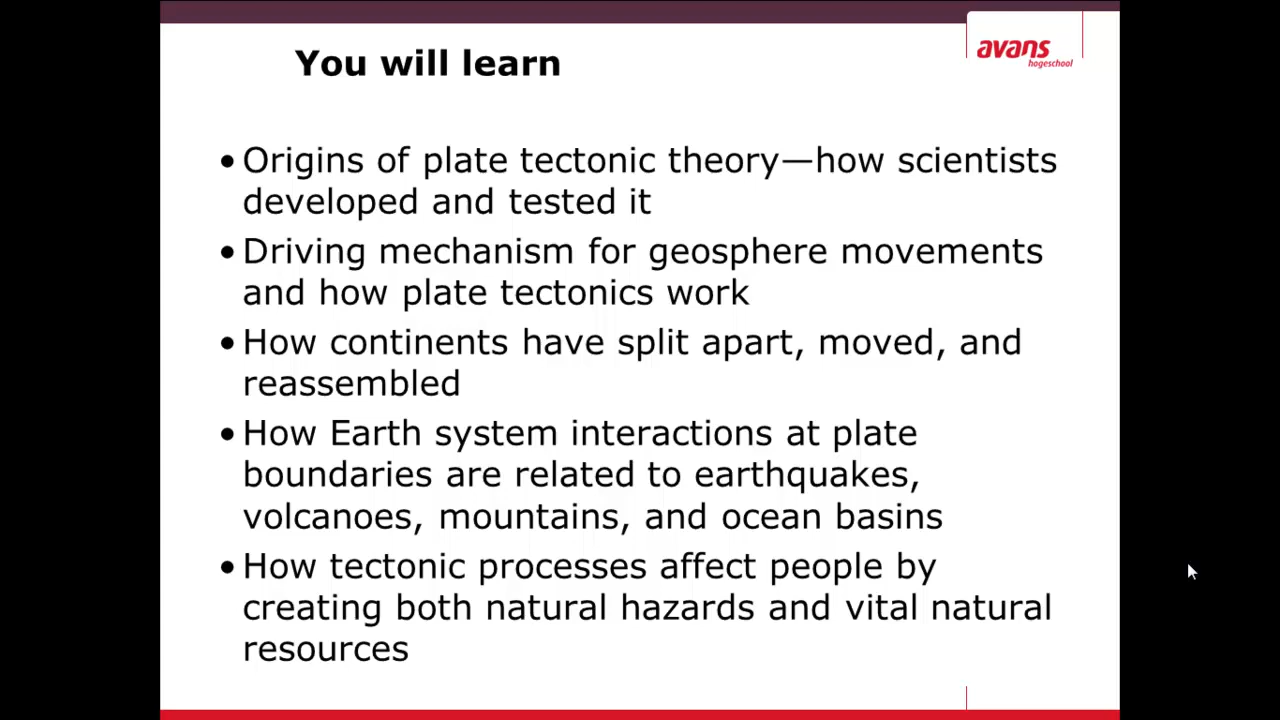 You will learn
avans
hogeschool
•Origins of plate tectonic theory—how scientists
developed and tested it
•Driving mechanism for geosphere movements
and how plate tectonics work
•How continents have split apart, moved, and
reassembled
•How Earth system interactions at plate
boundaries are related to earthquakes,
volcanoes, mountains, and ocean basins
•How tectonic processes affect people by
creating both natural hazards and vital natural
resources